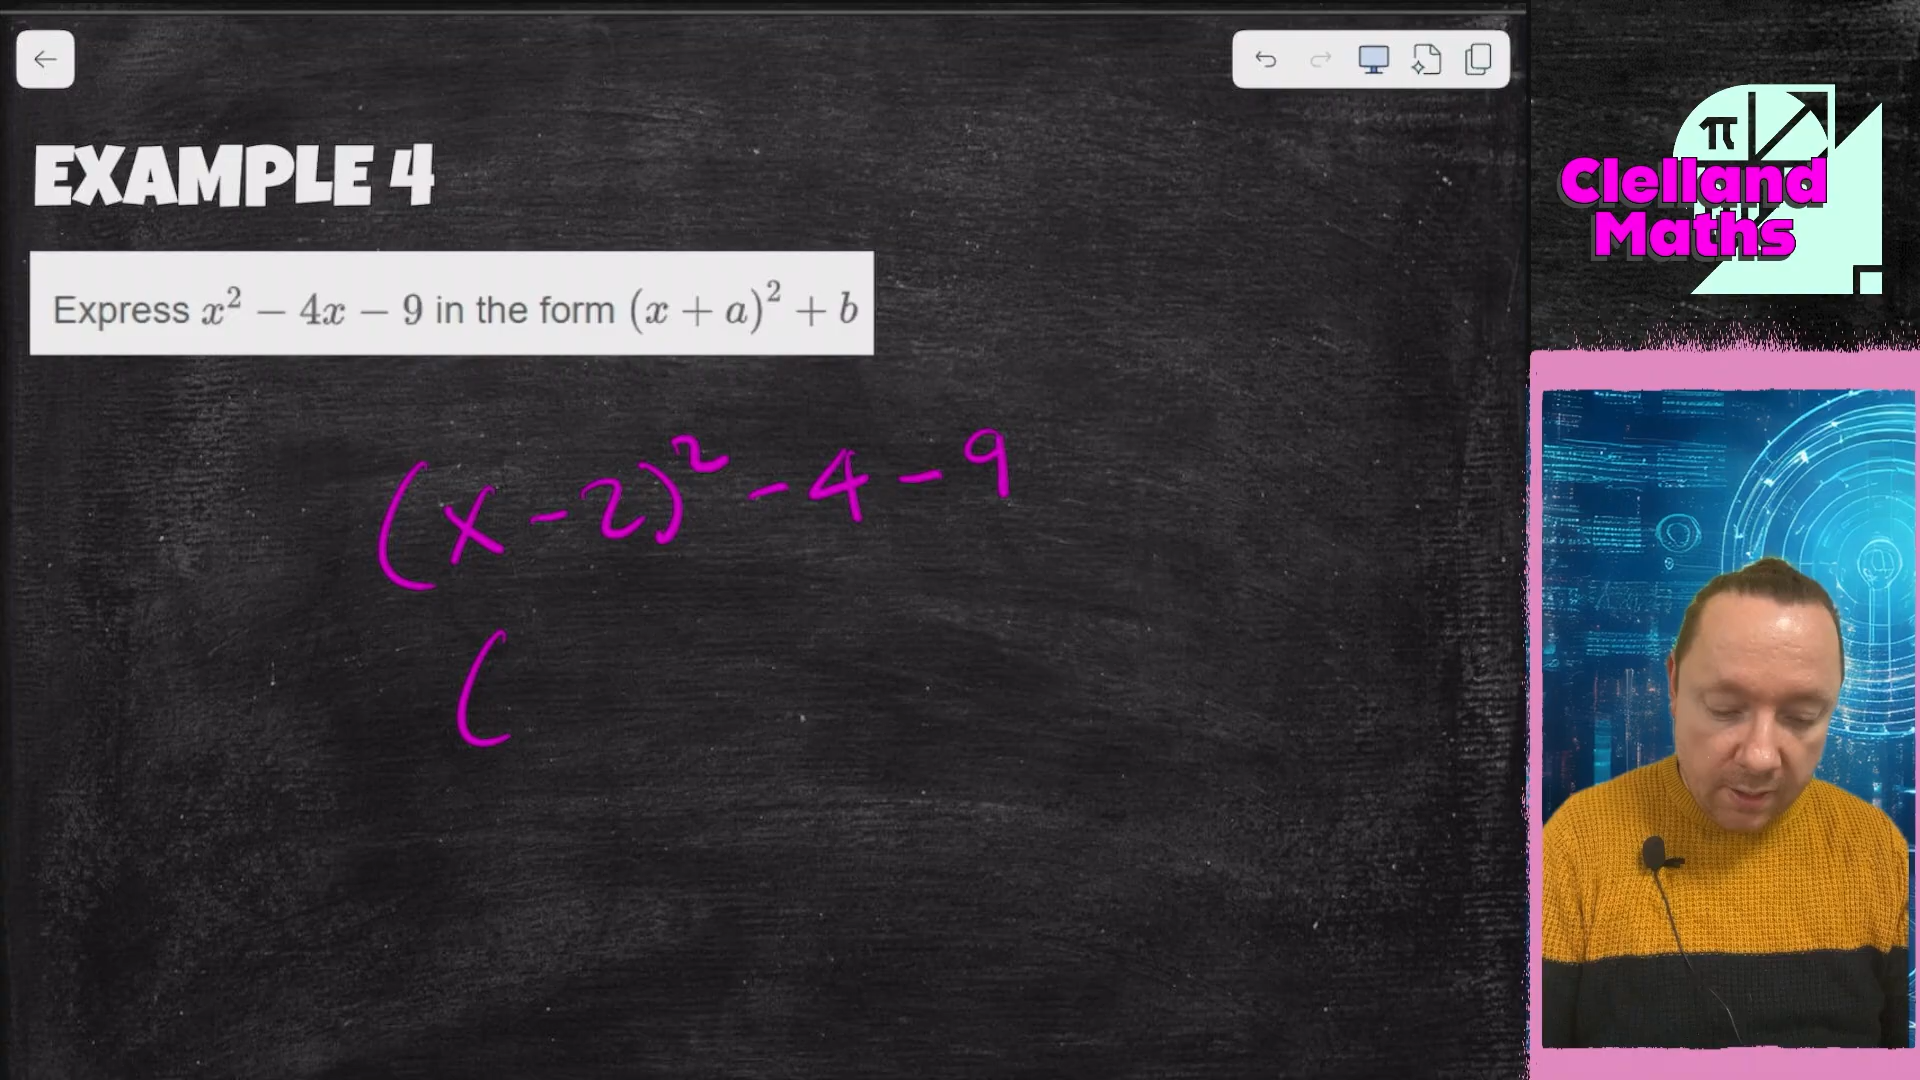 π
Clelland
Maths
EXAMPLE 4
Express x² − 4x − 9 in the form (x + a)² + b
(x - 2)² - 4 - 9
(